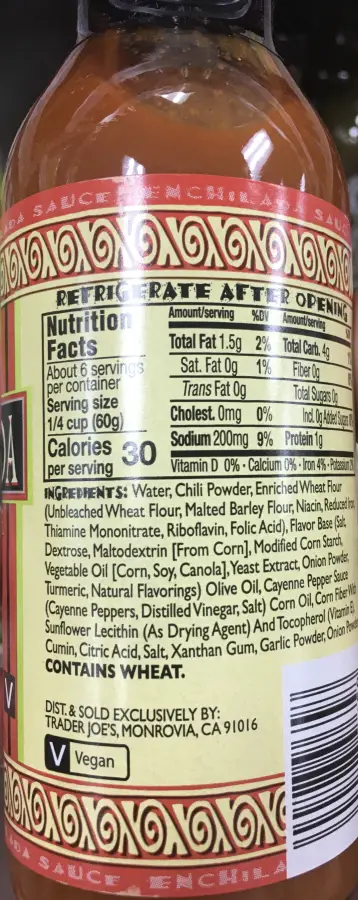 ADA SAUCE ENCHILADA SAU
REFRIGERATE AFTER OPENING
Nutrition Facts
About 6 servings
per container
Serving size
1/4 cup (60g)
Calories
per serving 30
Amount/serving %DV Amount/serving
Total Fat 1.5g 2% Total Carb. 4g
Sat. Fat 0g 1% Fiber 0g
Trans Fat 0g Total Sugars 0g
Cholest. 0mg 0% Incl. 0g Added Sugars
Sodium 200mg 9% Protein 1g
Vitamin D 0% • Calcium 0% • Iron 4% • Potassium
INGREDIENTS: Water, Chili Powder, Enriched Wheat Flour
(Unbleached Wheat Flour, Malted Barley Flour, Niacin, Reduced Iron,
Thiamine Mononitrate, Riboflavin, Folic Acid), Flavor Base (Salt,
Dextrose, Maltodextrin [From Corn], Modified Corn Starch,
Vegetable Oil [Corn, Soy, Canola], Yeast Extract, Onion Powder,
Turmeric, Natural Flavorings) Olive Oil, Cayenne Pepper Sauce
(Cayenne Peppers, Distilled Vinegar, Salt) Corn Oil, Corn Fiber With
Sunflower Lecithin (As Drying Agent) And Tocopherol (Vitamin E),
Cumin, Citric Acid, Salt, Xanthan Gum, Garlic Powder, Onion Powder
CONTAINS WHEAT.
DIST. & SOLD EXCLUSIVELY BY:
TRADER JOE'S, MONROVIA, CA 91016
V Vegan
A
V
ADA SAUCE ENCHILA